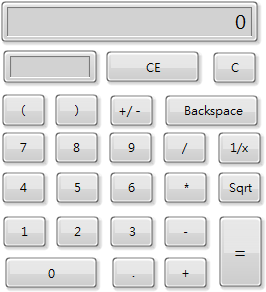 0
CE C
( ) +/- Backspace
7 8 9 / 1/x
4 5 6 * Sqrt
1 2 3 -
=
0 . +